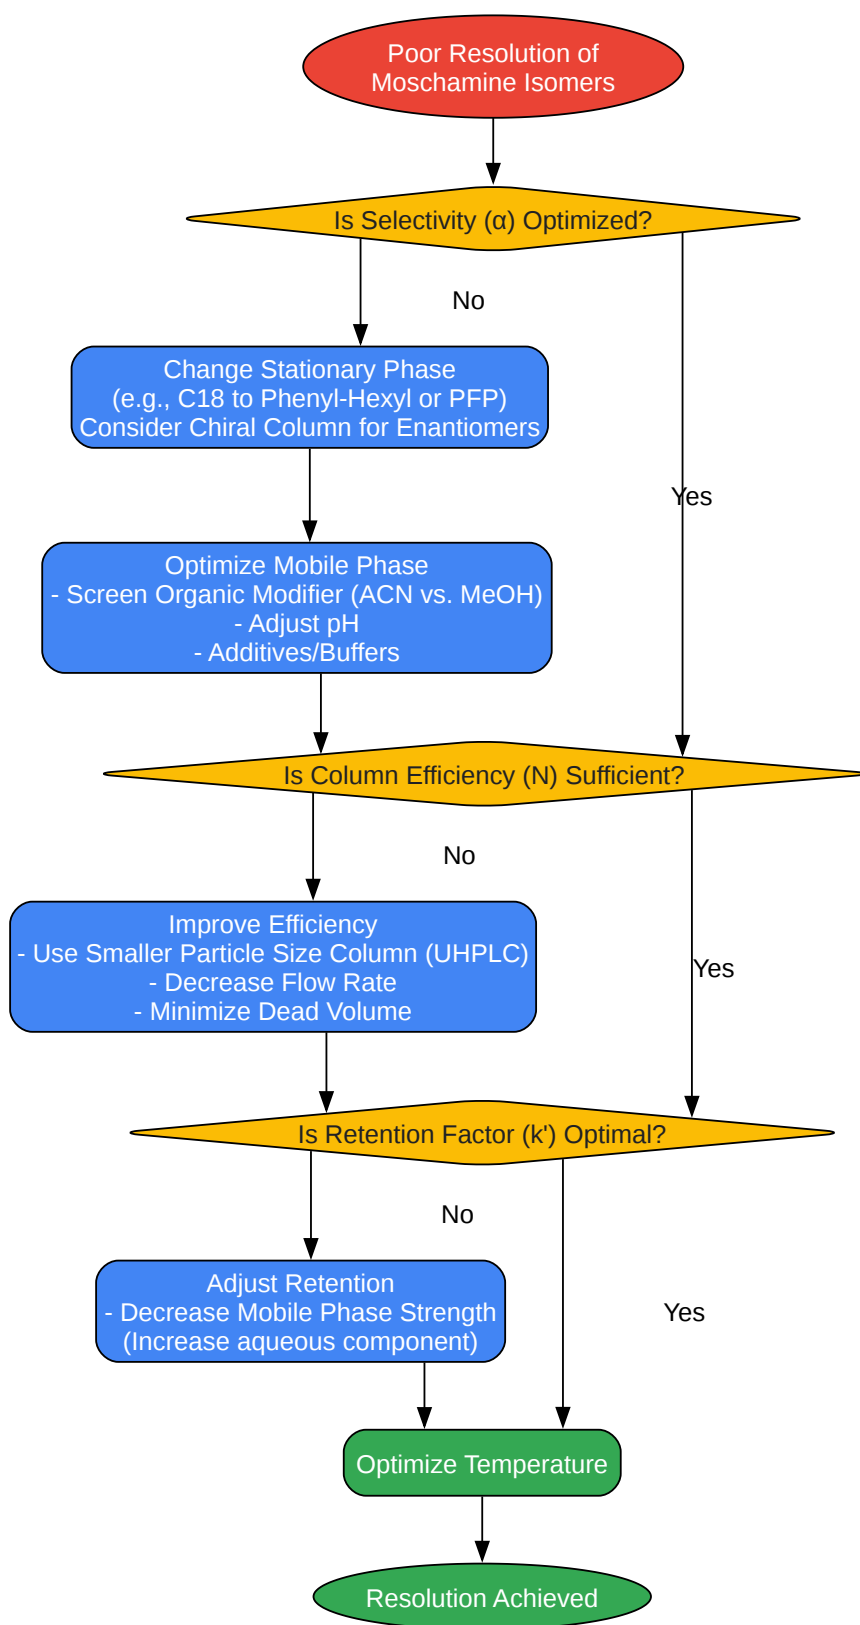 Poor Resolution of
Moschamine Isomers
Is Selectivity (α) Optimized?
No
Change Stationary Phase
(e.g., C18 to Phenyl-Hexyl or PFP)
Consider Chiral Column for Enantiomers
Yes
Optimize Mobile Phase
- Screen Organic Modifier (ACN vs. MeOH)
- Adjust pH
- Additives/Buffers
Is Column Efficiency (N) Sufficient?
No
Improve Efficiency
- Use Smaller Particle Size Column (UHPLC)
- Decrease Flow Rate
- Minimize Dead Volume
Yes
Is Retention Factor (k') Optimal?
No
Adjust Retention
- Decrease Mobile Phase Strength
(Increase aqueous component)
Yes
Optimize Temperature
Resolution Achieved